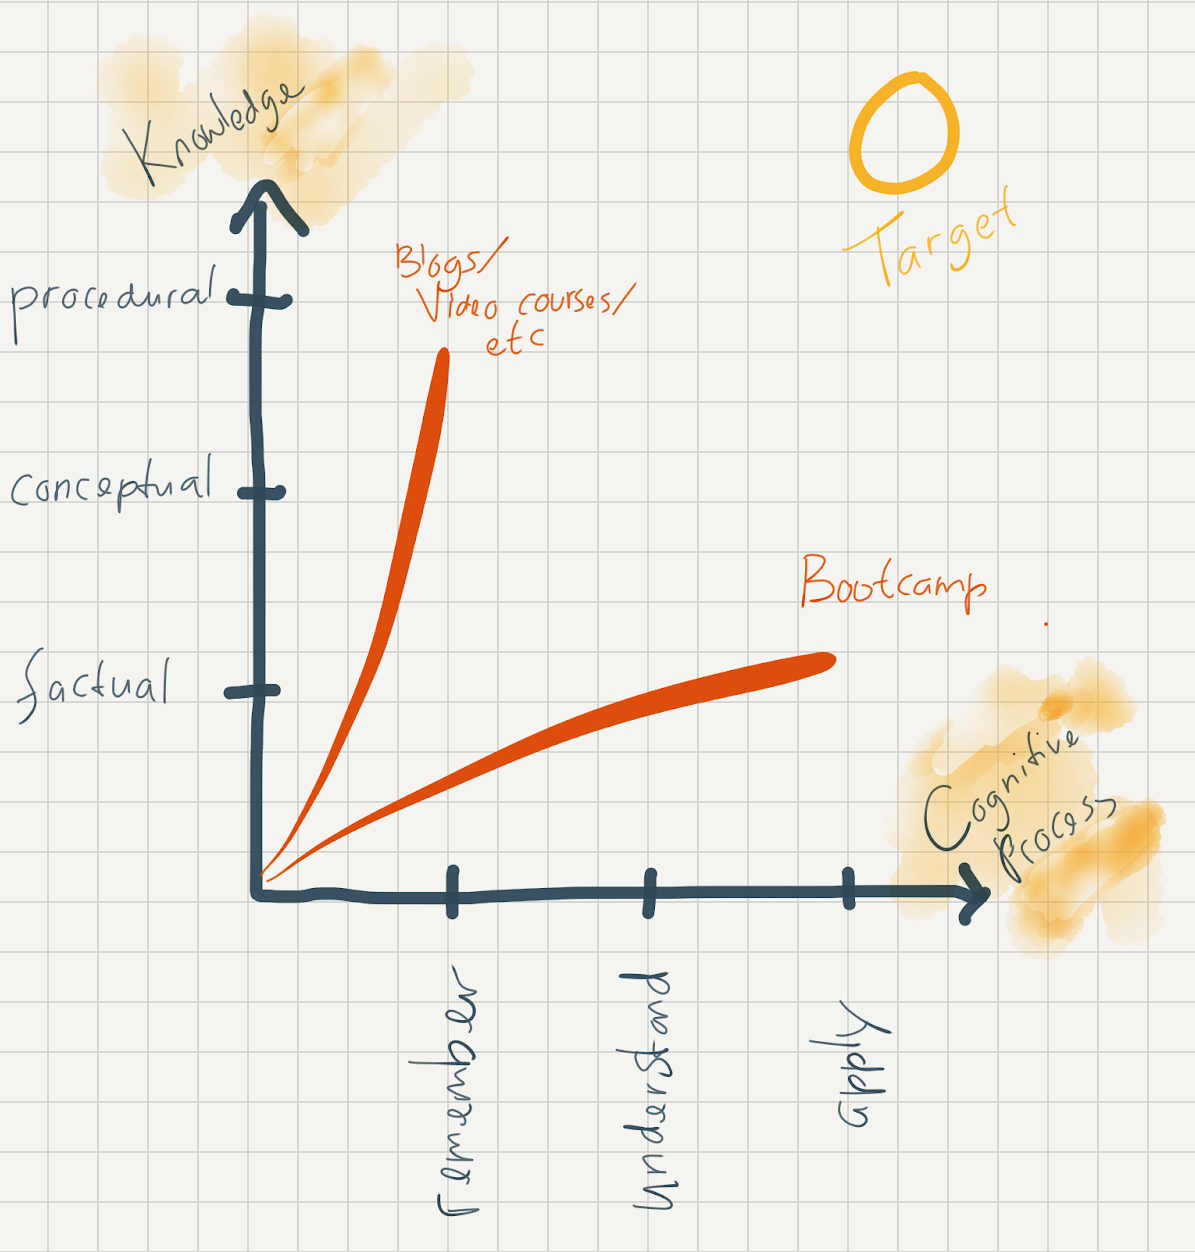 Knowledge
Target
Blogs/
Video courses/
etc
procedural
conceptual
Bootcamp
factual
Cognitive
process
remember
understand
apply